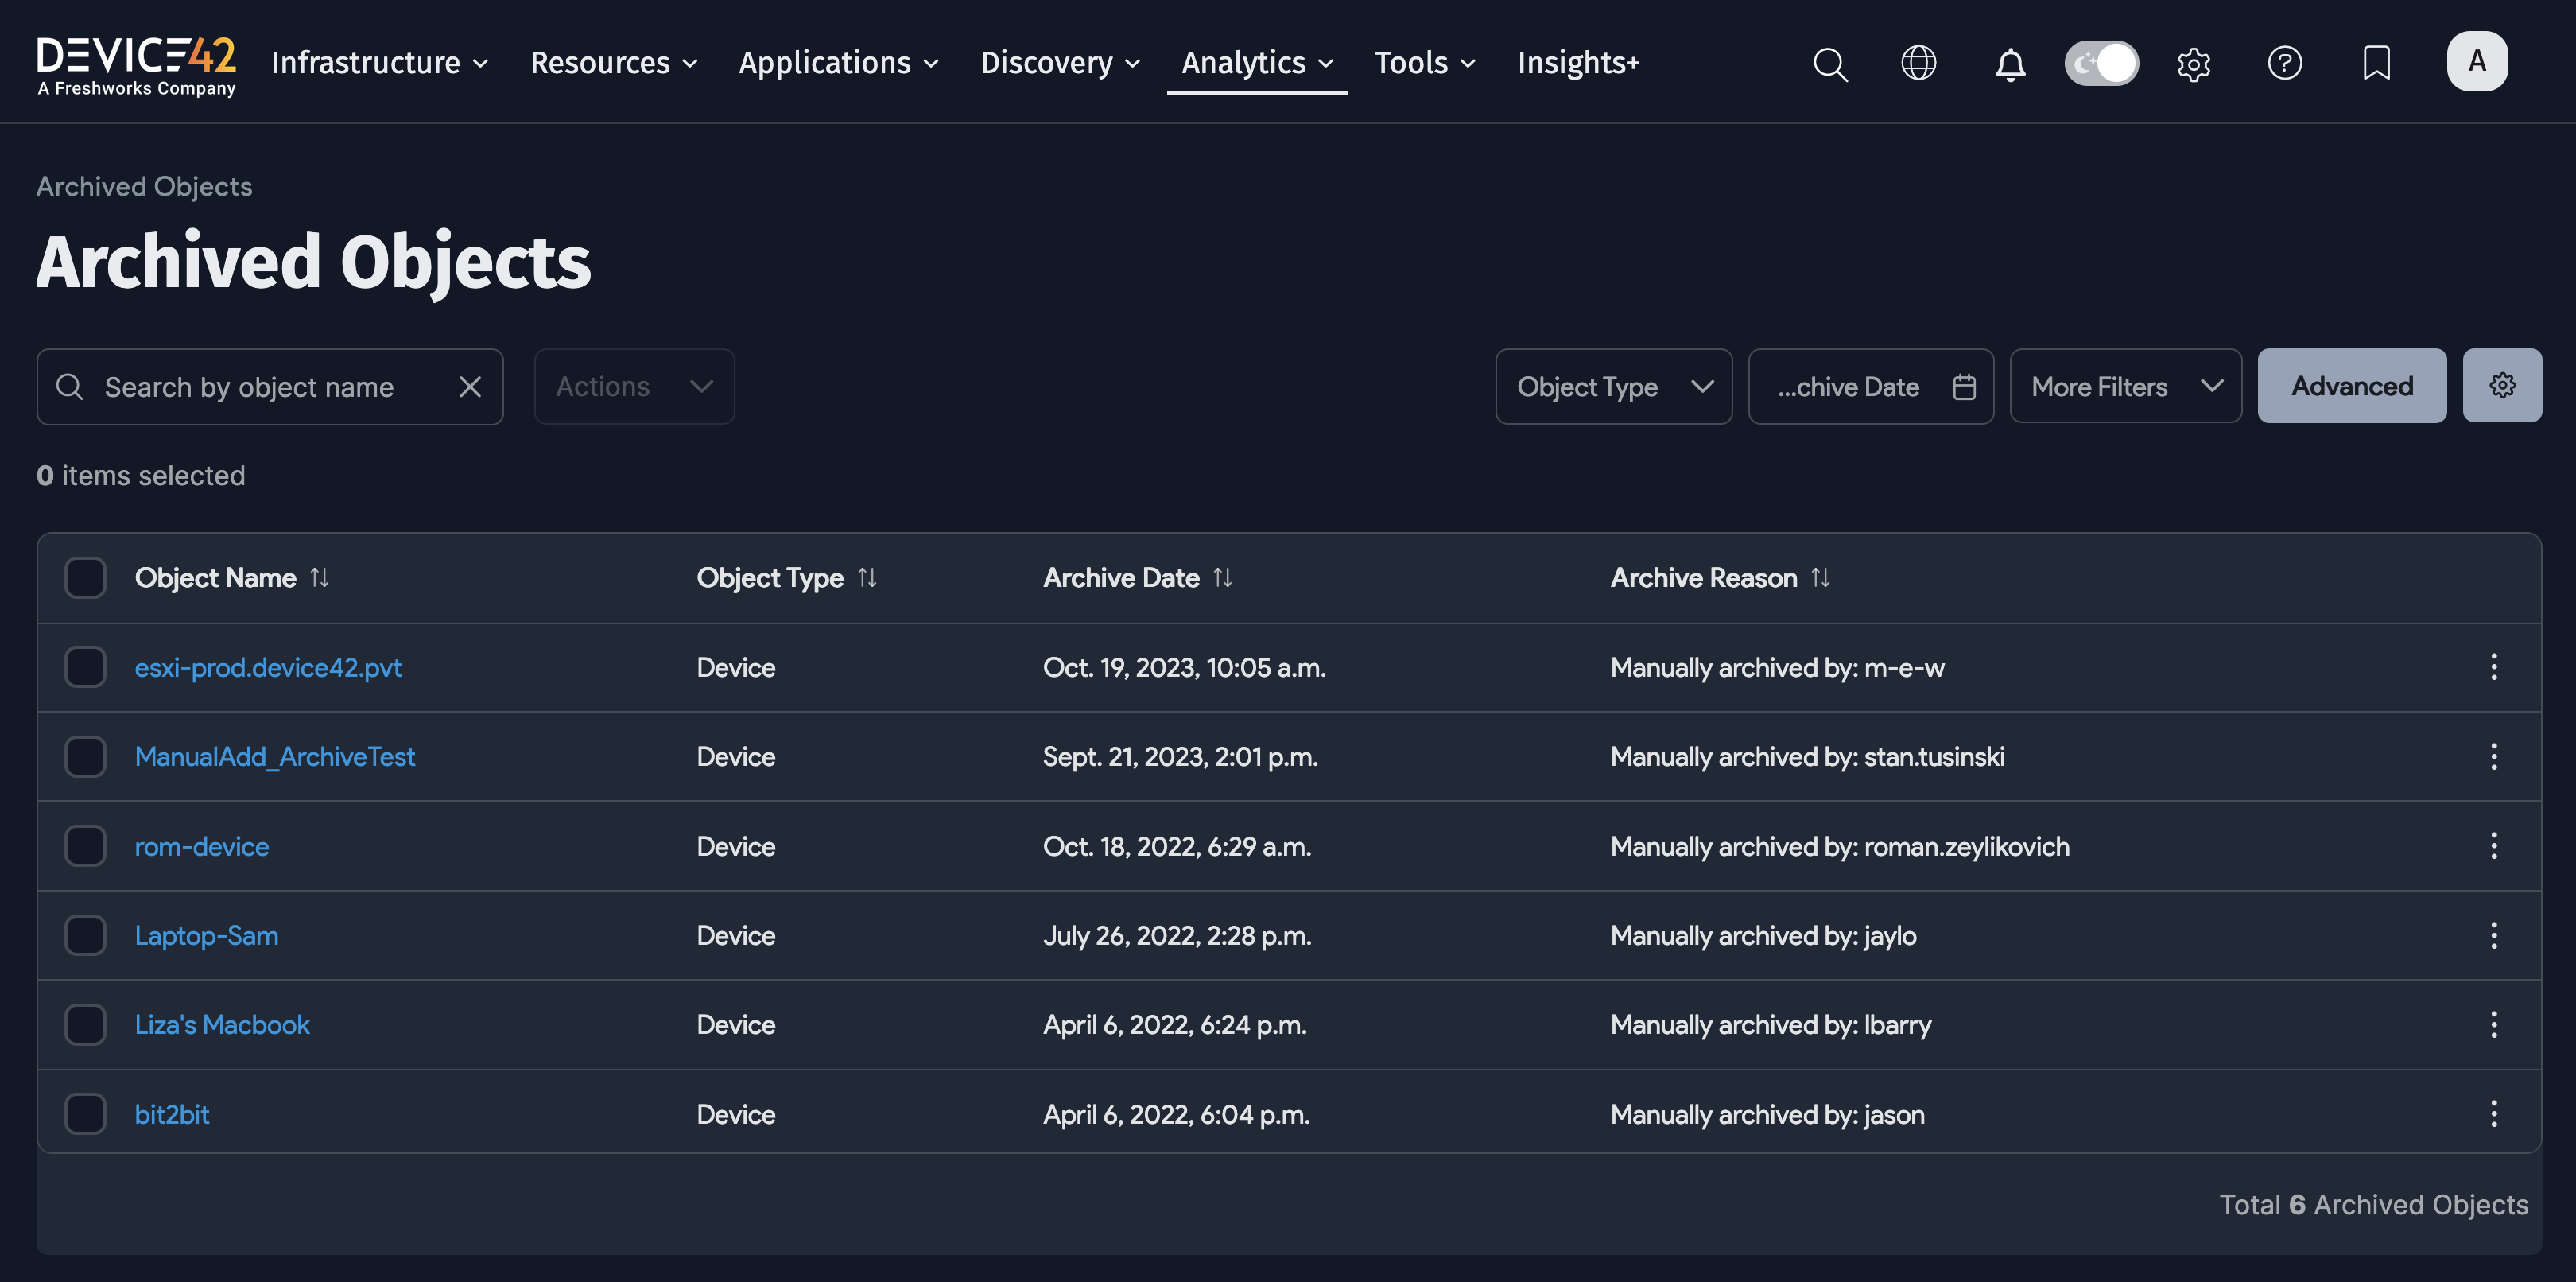 DEVICE42
A Freshworks Company
Infrastructure
Resources
Applications
Discovery
Analytics
Tools
Insights+
A
Archived Objects
Archived Objects
Search by object name
Actions
Object Type
...chive Date
More Filters
Advanced
0 items selected
Object Name Object Type Archive Date Archive Reason
esxi-prod.device42.pvt Device Oct. 19, 2023, 10:05 a.m. Manually archived by: m-e-w
ManualAdd_ArchiveTest Device Sept. 21, 2023, 2:01 p.m. Manually archived by: stan.tusinski
rom-device Device Oct. 18, 2022, 6:29 a.m. Manually archived by: roman.zeylikovich
Laptop-Sam Device July 26, 2022, 2:28 p.m. Manually archived by: jaylo
Liza's Macbook Device April 6, 2022, 6:24 p.m. Manually archived by: lbarry
bit2bit Device April 6, 2022, 6:04 p.m. Manually archived by: jason
Total 6 Archived Objects